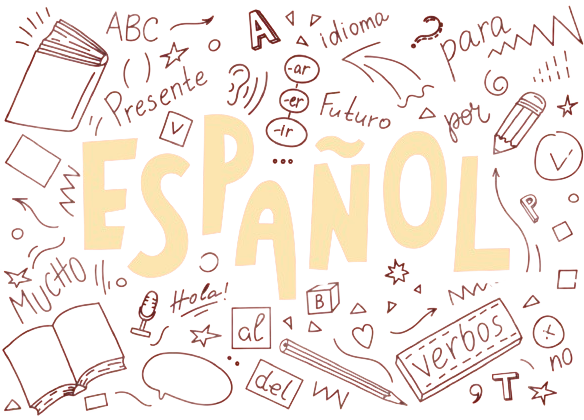 ABC
A
idioma
?
para
( )
Presente
-ar
-er
-ir
Futuro
por
V
ESPAÑOL
P
MUCHO
Hola!
B
al
del
verbos
x
no
T